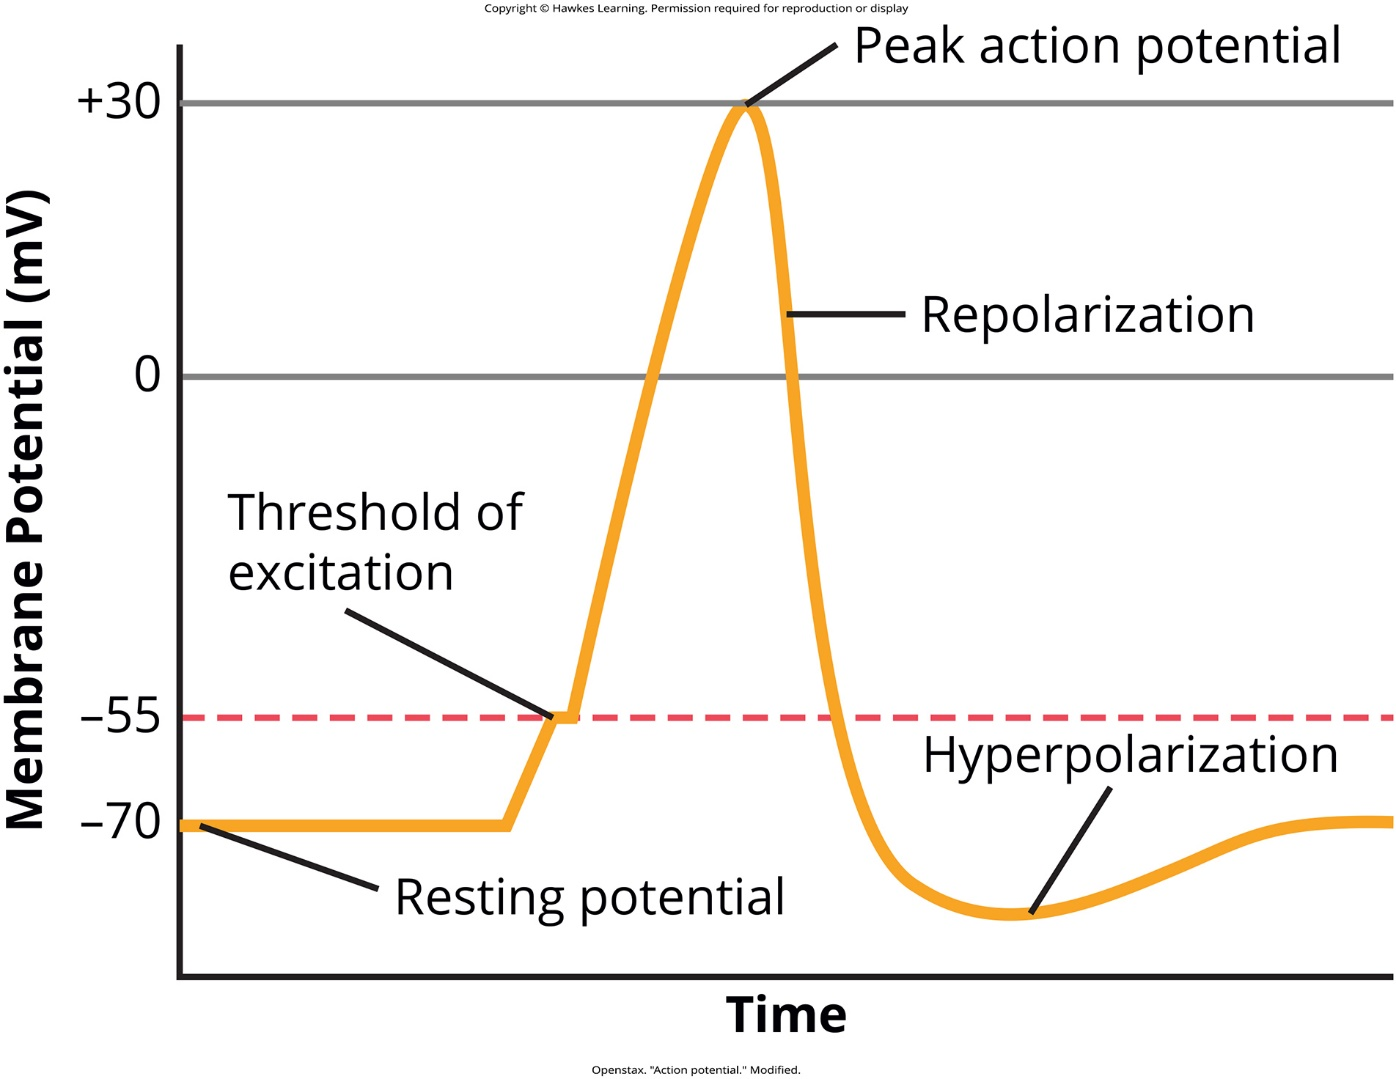 Copyright © Hawkes Learning. Permission required for reproduction or display
Peak action potential
+30
Repolarization
0
Membrane Potential (mV)
Threshold of
excitation
–55
Hyperpolarization
–70
Resting potential
Time
Openstax. "Action potential." Modified.